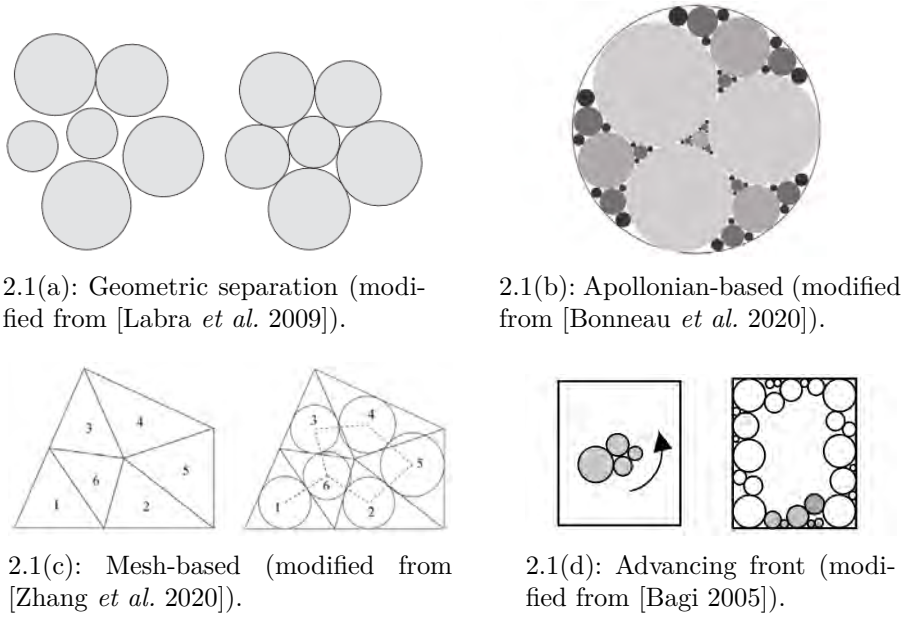 2.1(a): Geometric separation (modi-
fied from [Labra et al. 2009]).
2.1(b): Apollonian-based (modified
from [Bonneau et al. 2020]).
3
4
6
5
1
2
3
4
5
6
1
2
2.1(c): Mesh-based (modified from
[Zhang et al. 2020]).
2.1(d): Advancing front (modi-
fied from [Bagi 2005]).